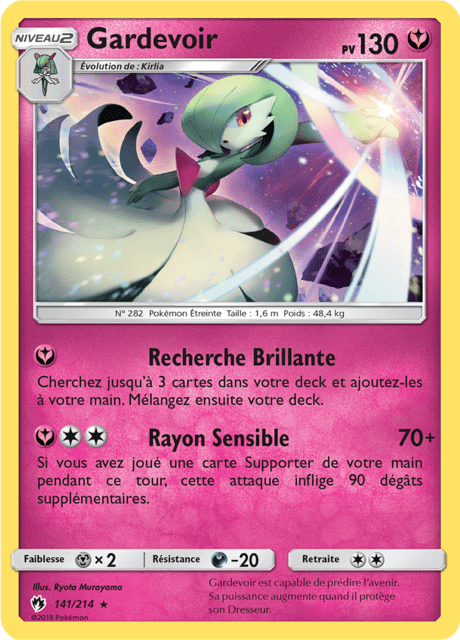 NIVEAU 2
Gardevoir
PV 130
Évolution de : Kirlia
N° 282 Pokémon Étreinte Taille : 1,6 m Poids : 48,4 kg
Recherche Brillante
Cherchez jusqu'à 3 cartes dans votre deck et ajoutez-les
à votre main. Mélangez ensuite votre deck.
Rayon Sensible 70+
Si vous avez joué une carte Supporter de votre main
pendant ce tour, cette attaque inflige 90 dégâts
supplémentaires.
Faiblesse × 2 Résistance -20 Retraite
Illus. Ryota Murayama
141/214 ★
©2018 Pokémon
Gardevoir est capable de prédire l'avenir.
Sa puissance augmente quand il protège
son Dresseur.